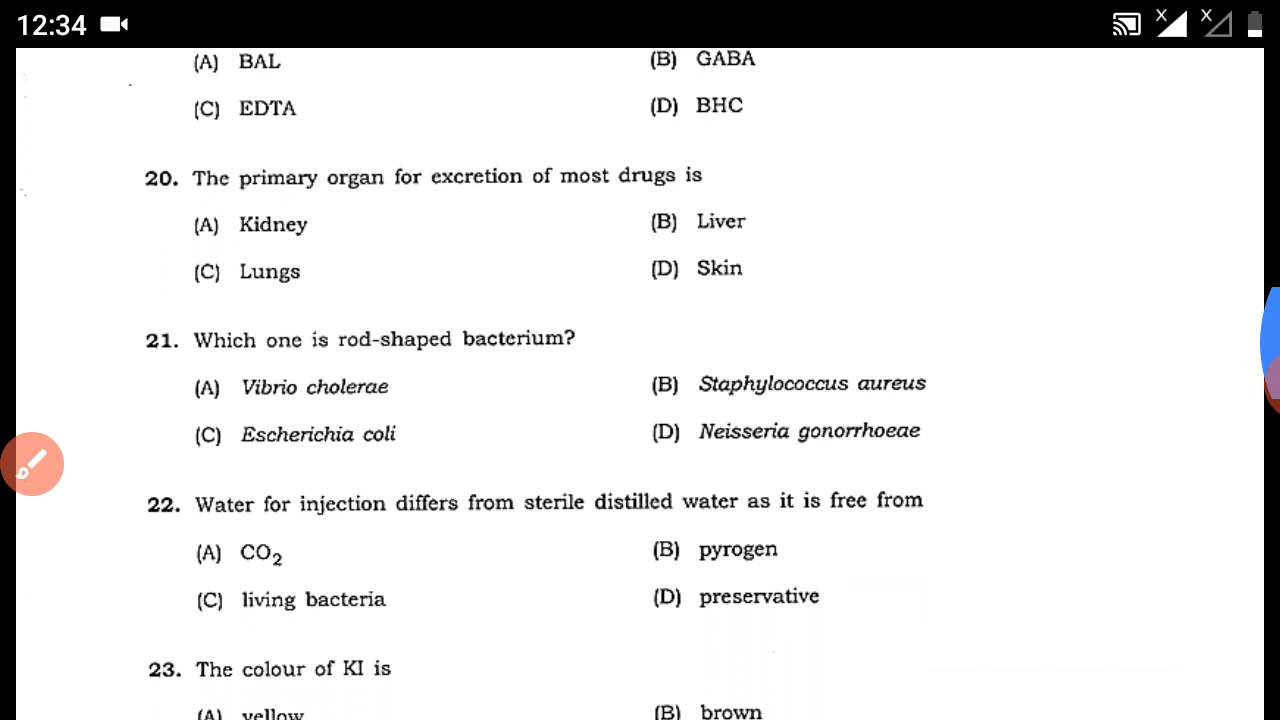 12:34
(A) BAL (B) GABA
(C) EDTA (D) BHC
20. The primary organ for excretion of most drugs is
(A) Kidney (B) Liver
(C) Lungs (D) Skin
21. Which one is rod-shaped bacterium?
(A) Vibrio cholerae (B) Staphylococcus aureus
(C) Escherichia coli (D) Neisseria gonorrhoeae
22. Water for injection differs from sterile distilled water as it is free from
(A) CO2 (B) pyrogen
(C) living bacteria (D) preservative
23. The colour of KI is
(A) yellow (B) brown